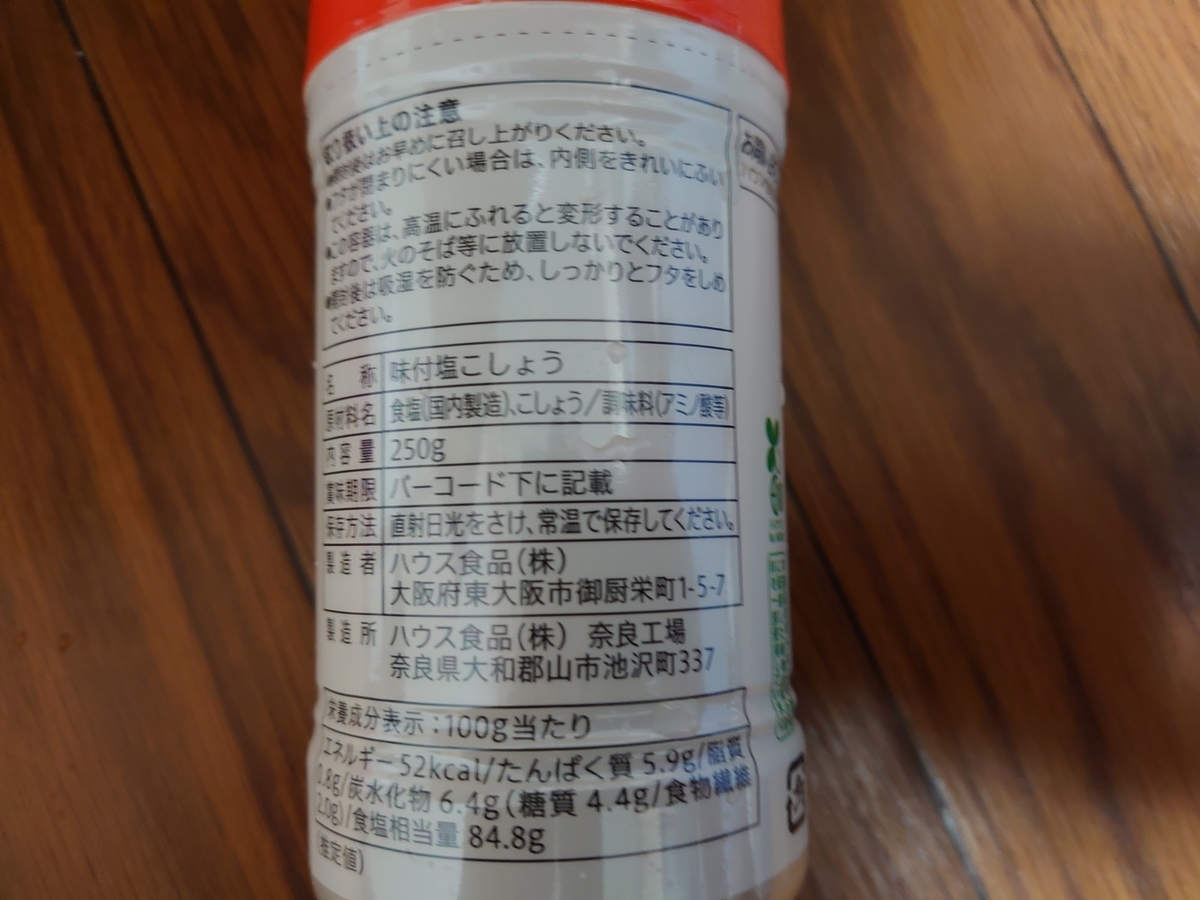 取り扱い上の注意
●開封後はお早めに召し上がりください。
●フタが閉まりにくい場合は、内側をきれいにふい
てください。
●この容器は、高温にふれると変形することがあり
ますので、火のそば等に放置しないでください。
●開封後は吸湿を防ぐため、しっかりとフタをしめ
てください。
名 称 味付塩こしょう
原材料名 食塩(国内製造)、こしょう/調味料(アミノ酸等)
内容量 250g
賞味期限 バーコード下に記載
保存方法 直射日光をさけ、常温で保存してください。
製造者 ハウス食品(株)
大阪府東大阪市御厨栄町1-5-7
製造所 ハウス食品(株) 奈良工場
奈良県大和郡山市池沢町337
栄養成分表示:100g当たり
エネルギー 52kcal/たんぱく質 5.9g/脂質
0.8g/炭水化物 6.4g(糖質 4.4g/食物繊維
2.0g)/食塩相当量 84.8g
(推定値)